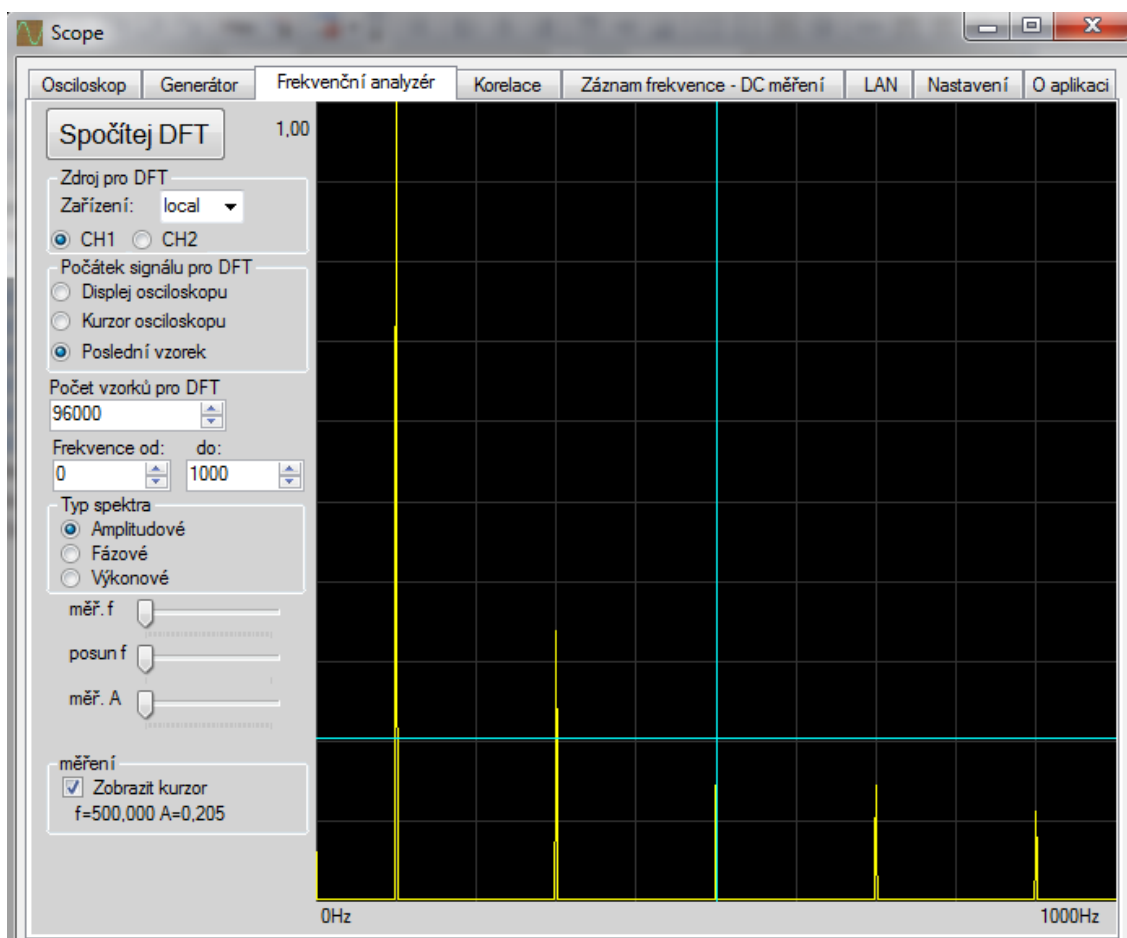 Scope
Osciloskop Generátor Frekvenční analyzér Korelace Záznam frekvence - DC měření LAN Nastavení O aplikaci
Spočítej DFT
1,00
Zdroj pro DFT
Zařízení: local
CH1 CH2
Počátek signálu pro DFT
Displej osciloskopu
Kurzor osciloskopu
Poslední vzorek
Počet vzorků pro DFT
96000
Frekvence od: do:
0 1000
Typ spektra
Amplitudové
Fázové
Výkonové
měř. f
posun f
měř. A
měření
Zobrazit kurzor
f=500,000 A=0,205
0Hz 1000Hz